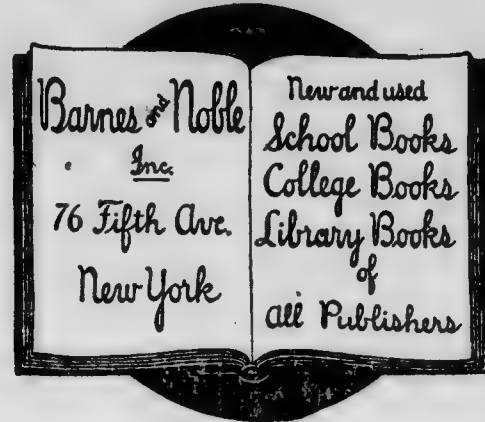 Barnes and Noble
Inc.
76 Fifth Ave.
New York
New and used
School Books
College Books
Library Books
of
All Publishers